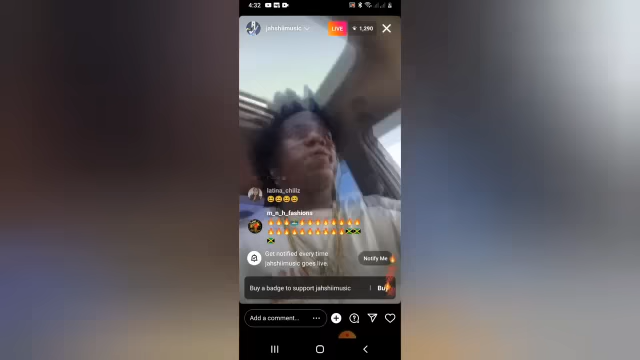 4:32
jahshiimusic
LIVE
1,290
latina_chillz
m_n_h_fashions
Get notified every time
jahshiimusic goes live.
Notify Me
Buy a badge to support jahshiimusic
Buy
Add a comment...